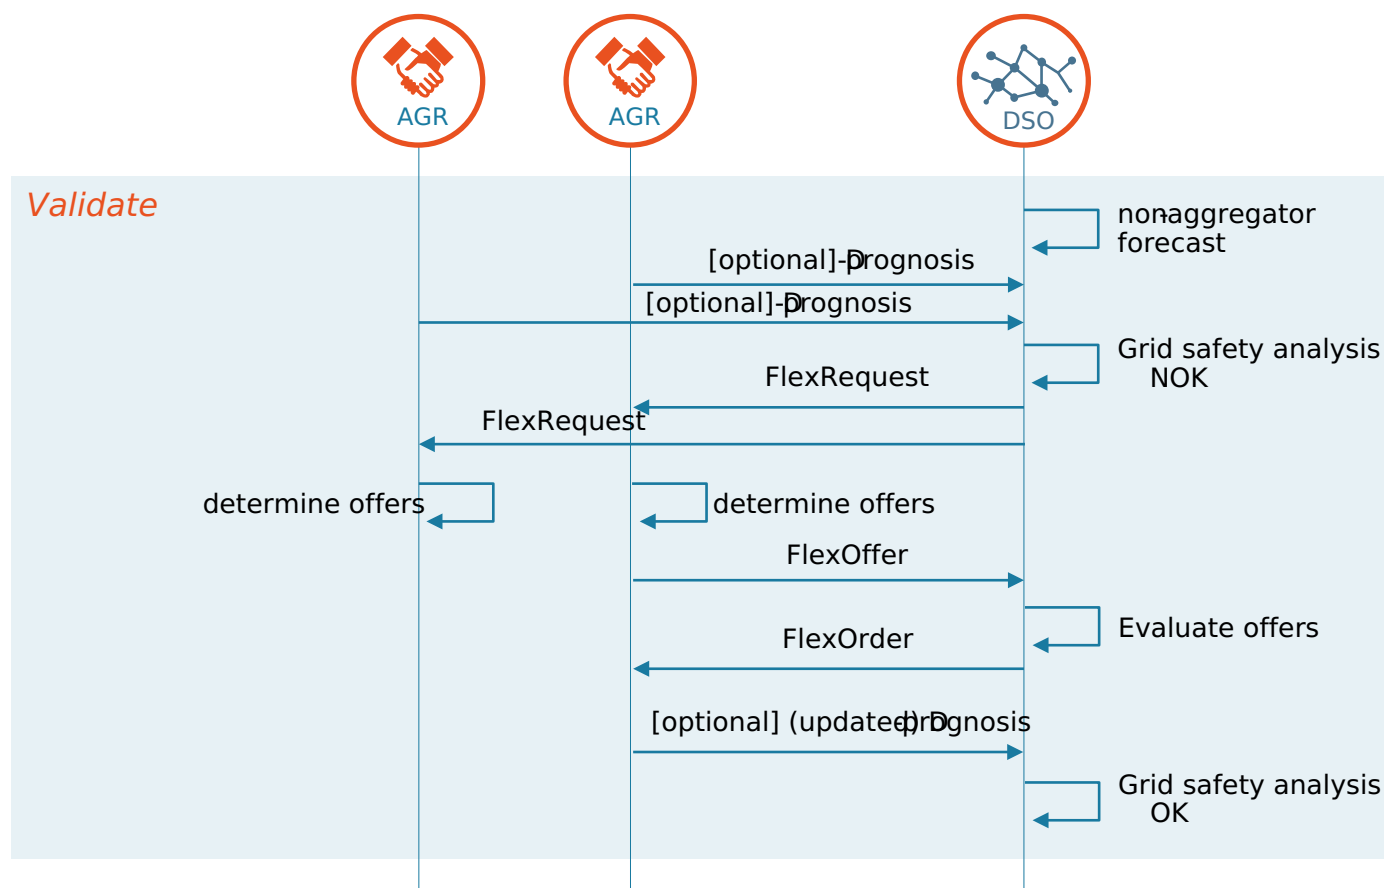 AGR
AGR
DSO
Validate
non-aggregator
forecast
[optional] D-prognosis
[optional] D-prognosis
Grid safety analysis
NOK
FlexRequest
FlexRequest
determine offers
determine offers
FlexOffer
Evaluate offers
FlexOrder
[optional] (updated) D-prognosis
Grid safety analysis
OK